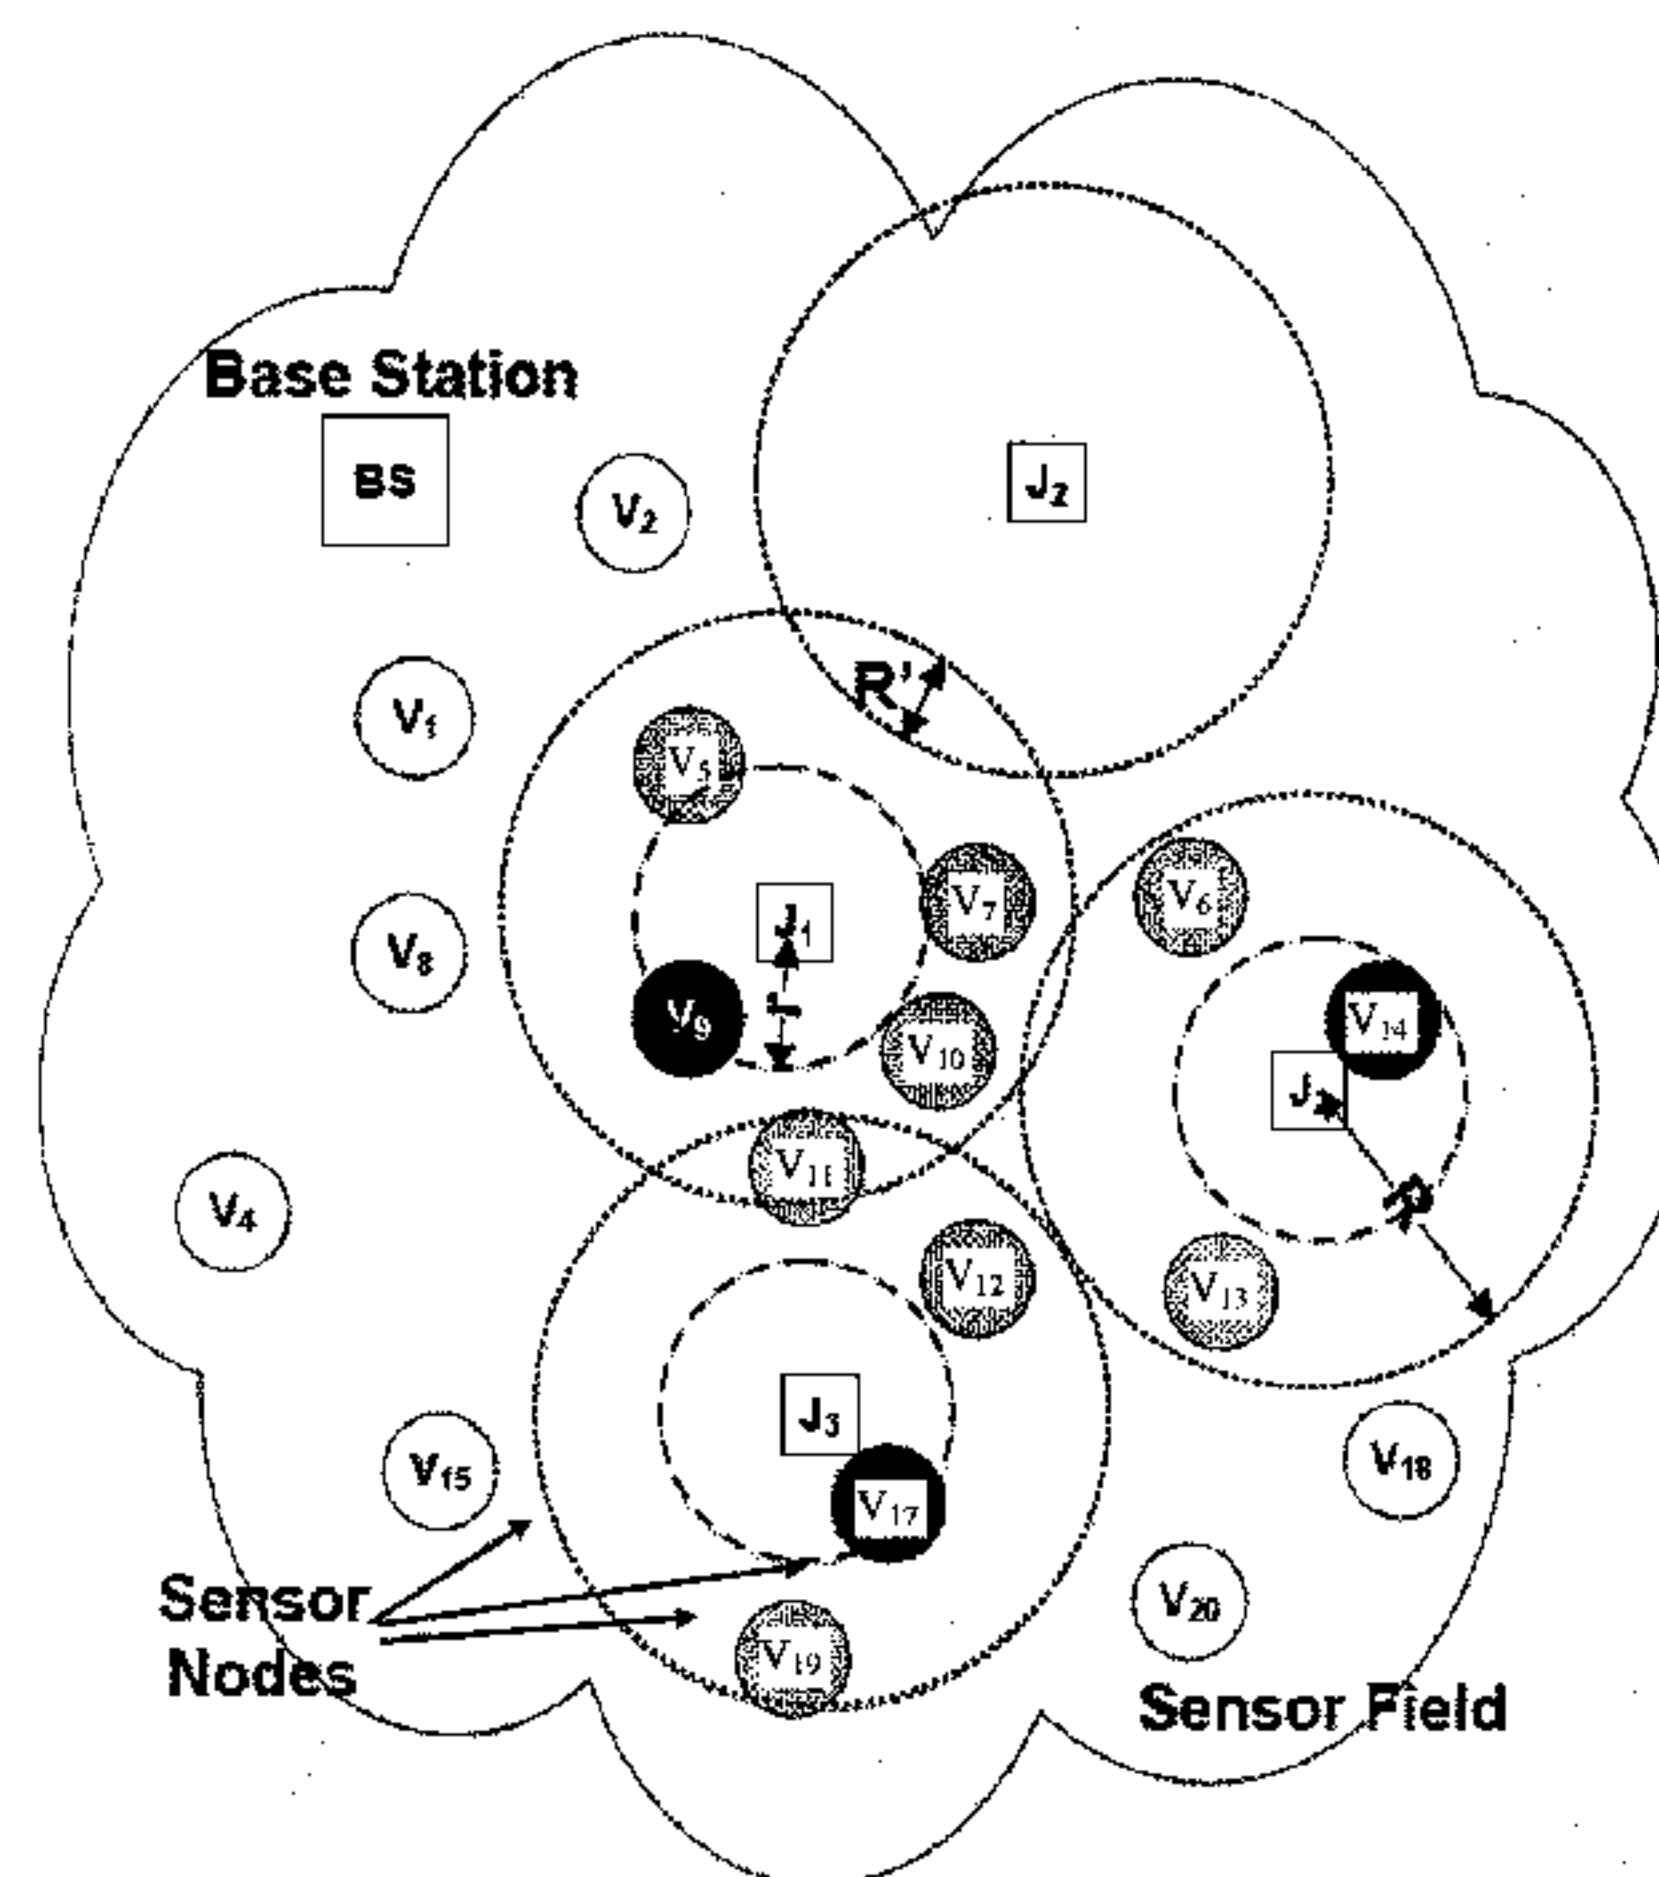 Base Station
BS
V₂
J₂
R'
V₁
V₅
V₇
V₆
J₁
V₈
V₉
r
V₁₀
V₁₄
J
V₁₁
R
V₄
V₁₂
V₁₃
J₃
V₁₅
V₁₇
V₁₈
Sensor
Nodes
V₁₉
V₂₀
Sensor Field